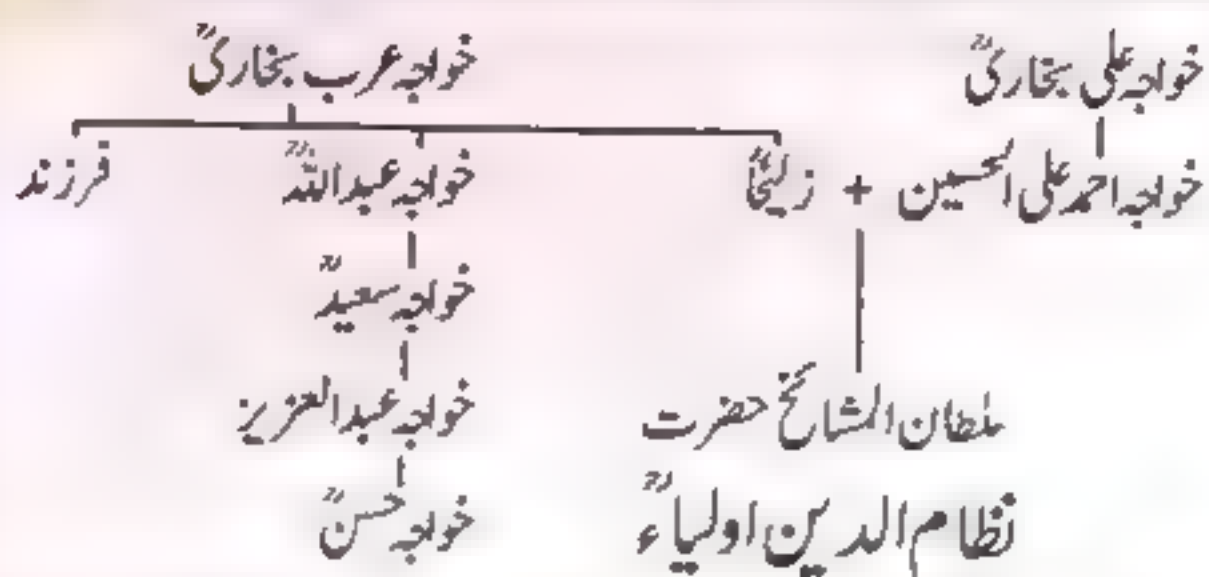 خواجہ علی بخاریؒ خواجہ عرب بخاریؒ
خواجہ احمد علی الحسین + زلیخاؒ خواجہ عبداللہؒ فرزند
خواجہ سعیدؒ
سلطان المشائخ حضرت خواجہ عبدالعزیز
نظام الدین اولیاءؒ خواجہ حسنؒ